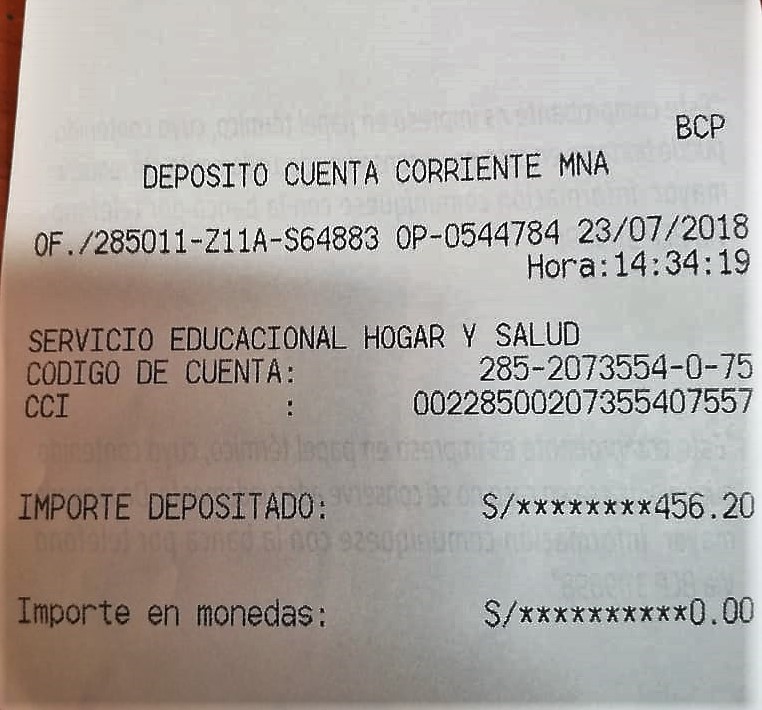 BCP
DEPOSITO CUENTA CORRIENTE MNA
OF./285011-Z11A-S64883 OP-0544784 23/07/2018
Hora:14:34:19
SERVICIO EDUCACIONAL HOGAR Y SALUD
CODIGO DE CUENTA: 285-2073554-0-75
CCI : 00228500207355407557
IMPORTE DEPOSITADO: S/********456.20
Importe en monedas: S/**********0.00